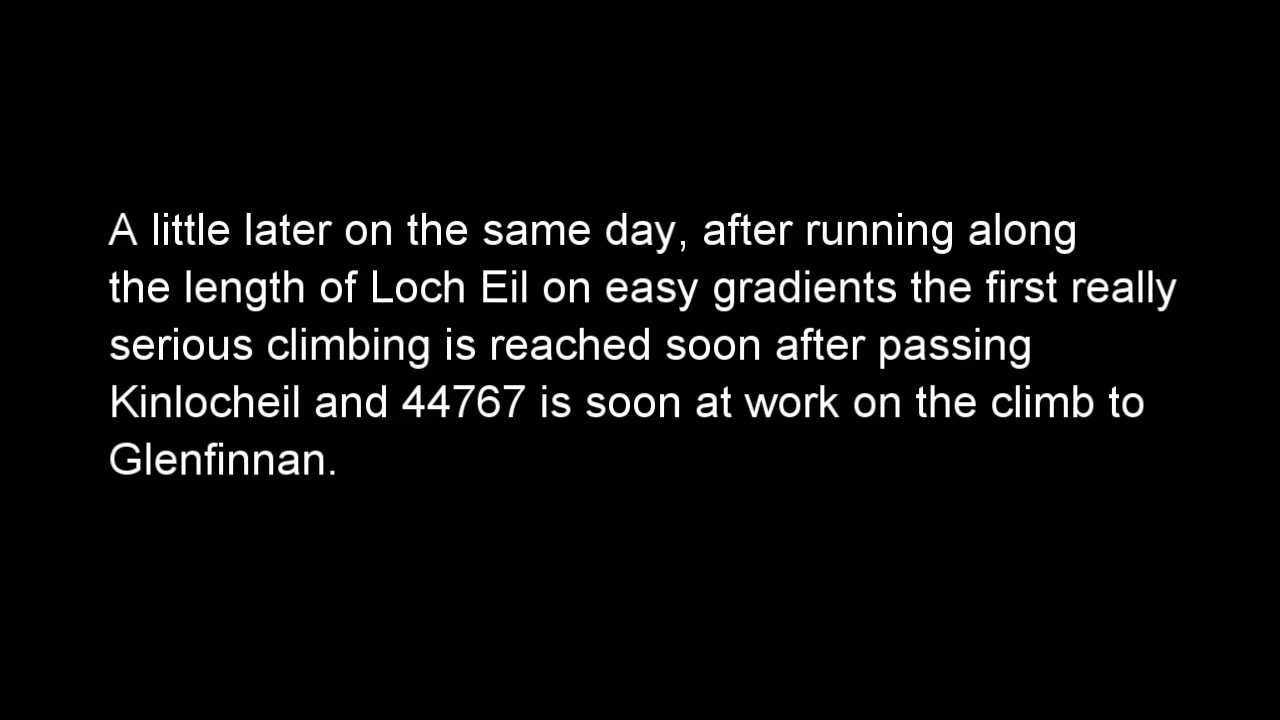 A little later on the same day, after running along
the length of Loch Eil on easy gradients the first really
serious climbing is reached soon after passing
Kinlocheil and 44767 is soon at work on the climb to
Glenfinnan.